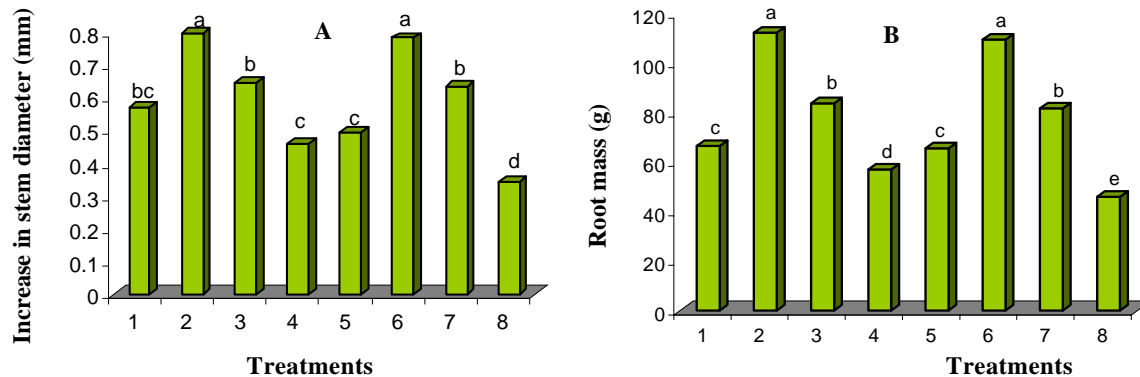 A
Increase in stem diameter (mm)
0.8
0.7
0.6
0.5
0.4
0.3
0.2
0.1
0
bc
a
b
c
c
a
b
d
1 2 3 4 5 6 7 8
Treatments
B
Root mass (g)
120
100
80
60
40
20
0
c
a
b
d
c
a
b
e
1 2 3 4 5 6 7 8
Treatments